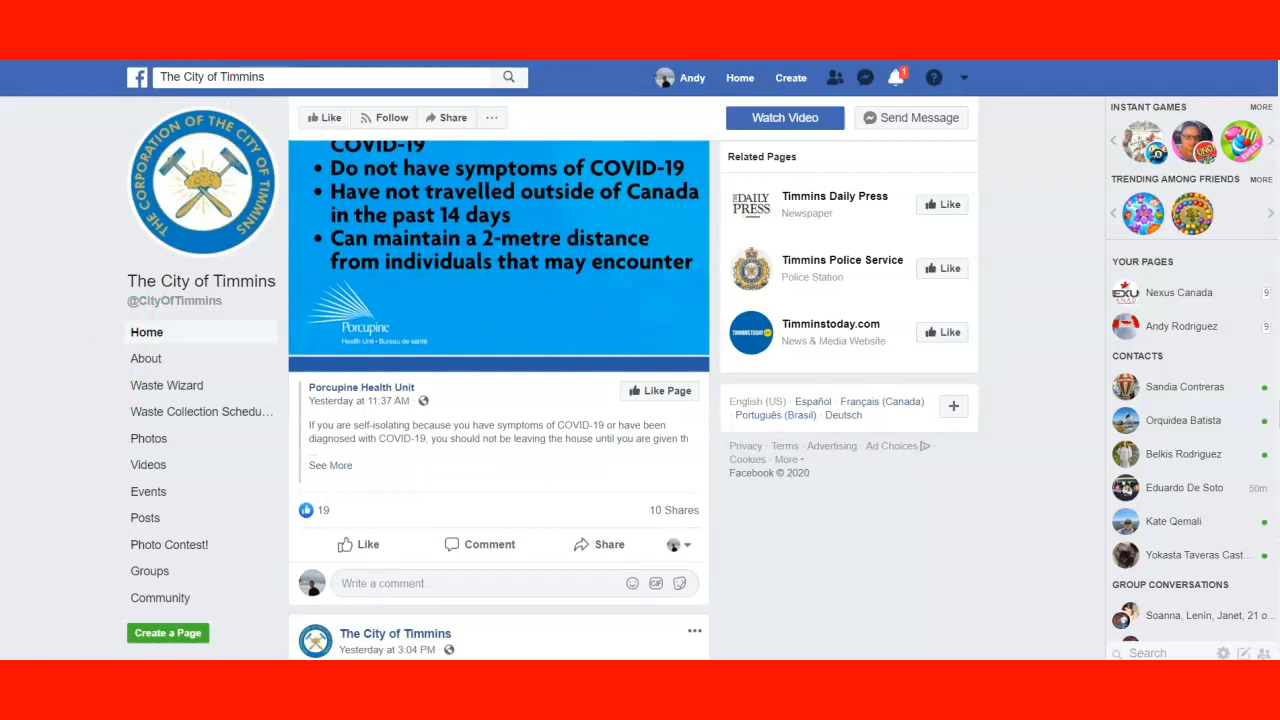 The City of Timmins
Andy
Home
Create
1
THE CORPORATION OF THE CITY OF TIMMINS
The City of Timmins
@CityOfTimmins
Home
About
Waste Wizard
Waste Collection Schedu…
Photos
Videos
Events
Posts
Photo Contest!
Groups
Community
Create a Page
Like
Follow
Share
COVID-19
• Do not have symptoms of COVID-19
• Have not travelled outside of Canada
in the past 14 days
• Can maintain a 2-metre distance
from individuals that may encounter
Porcupine
Health Unit • Bureau de santé
Porcupine Health Unit
Yesterday at 11:37 AM ·
Like Page
If you are self-isolating because you have symptoms of COVID-19 or have been
diagnosed with COVID-19, you should not be leaving the house until you are given th
...
See More
19
10 Shares
Like
Comment
Share
Write a comment...
GIF
The City of Timmins
Yesterday at 3:04 PM ·
Watch Video
Send Message
Related Pages
THE DAILY PRESS
Timmins Daily Press
Newspaper
Like
Timmins Police Service
Police Station
Like
TIMMINSTODAY
Timminstoday.com
News & Media Website
Like
English (US) · Español · Français (Canada)
· Português (Brasil) · Deutsch
Privacy · Terms · Advertising · Ad Choices ·
Cookies · More
Facebook © 2020
INSTANT GAMES
MORE
UNO
TRENDING AMONG FRIENDS
MORE
YOUR PAGES
EXU
Nexus Canada
9
Andy Rodriguez
9
CONTACTS
Sandia Contreras
Orquidea Batista
Belkis Rodriguez
Eduardo De Soto
50m
Kate Qemali
Yokasta Taveras Cast…
GROUP CONVERSATIONS
Soanna, Lenín, Janet, 21 o…
Search